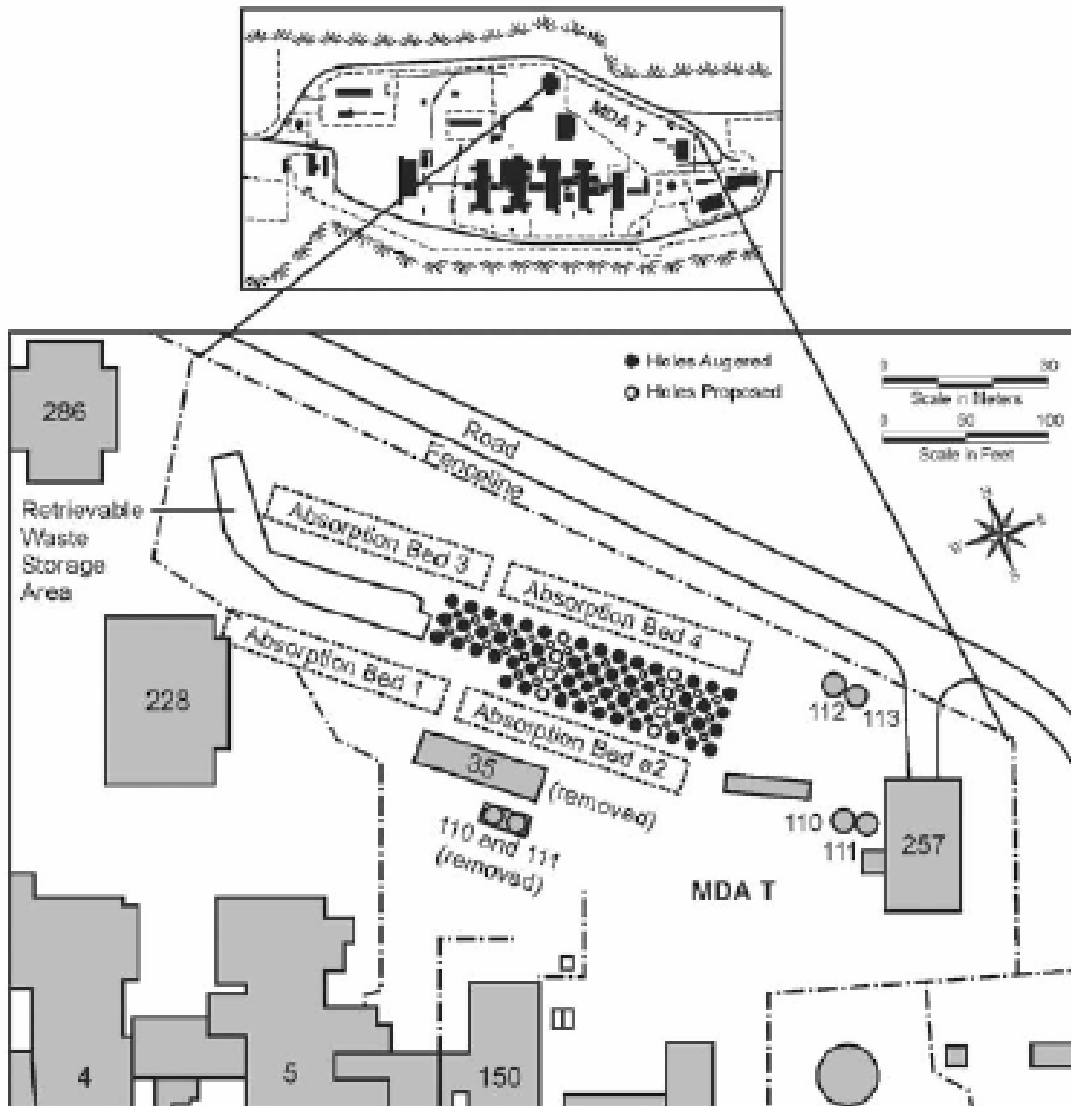 MDA T
Holes Augered
Holes Proposed
0 30
Scale in Meters
0 50 100
Scale in Feet
286
Road
Fenceline
Retrievable
Waste
Storage
Area
Absorption Bed 3
Absorption Bed 4
Absorption Bed 1
Absorption Bed a2
228
112 113
35
(removed)
110 and 111
(removed)
110
111
257
MDA T
4
5
150